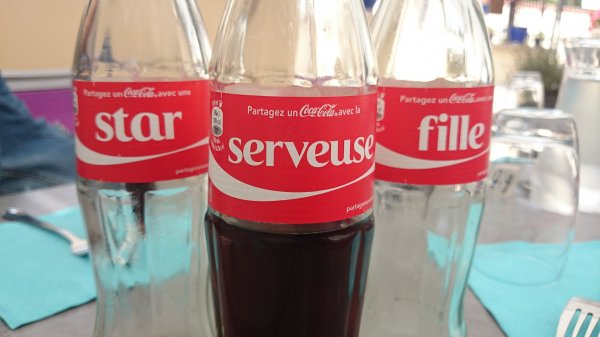 Partagez un Coca-Cola avec une
star
Partagez un Coca-Cola avec la
serveuse
Partagez un Coca-Cola avec
fille